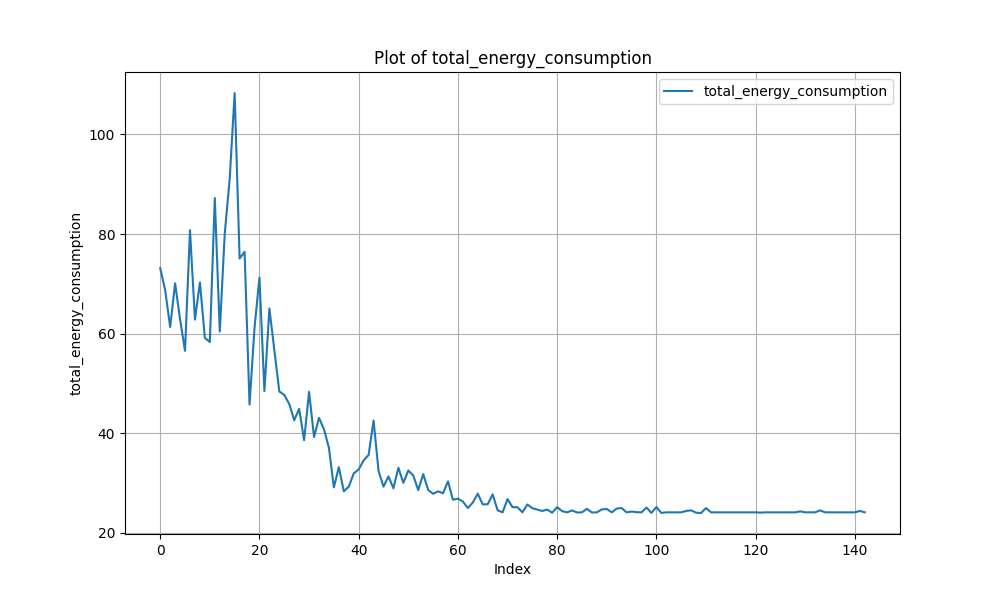 Plot of total_energy_consumption
total_energy_consumption
100
80
60
40
20
total_energy_consumption
0 20 40 60 80 100 120 140
Index